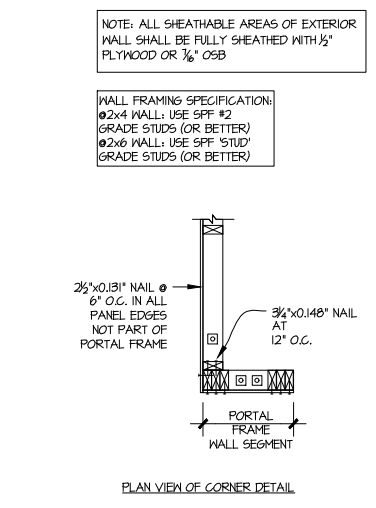 NOTE: ALL SHEATHABLE AREAS OF EXTERIOR
WALL SHALL BE FULLY SHEATHED WITH ½"
PLYWOOD OR 7/16" OSB
WALL FRAMING SPECIFICATION:
@2x4 WALL: USE SPF #2
GRADE STUDS (OR BETTER)
@2x6 WALL: USE SPF 'STUD'
GRADE STUDS (OR BETTER)
2½"x0.131" NAIL @
6" O.C. IN ALL
PANEL EDGES
NOT PART OF
PORTAL FRAME
3¼"x0.148" NAIL
AT
12" O.C.
PORTAL
FRAME
WALL SEGMENT
PLAN VIEW OF CORNER DETAIL